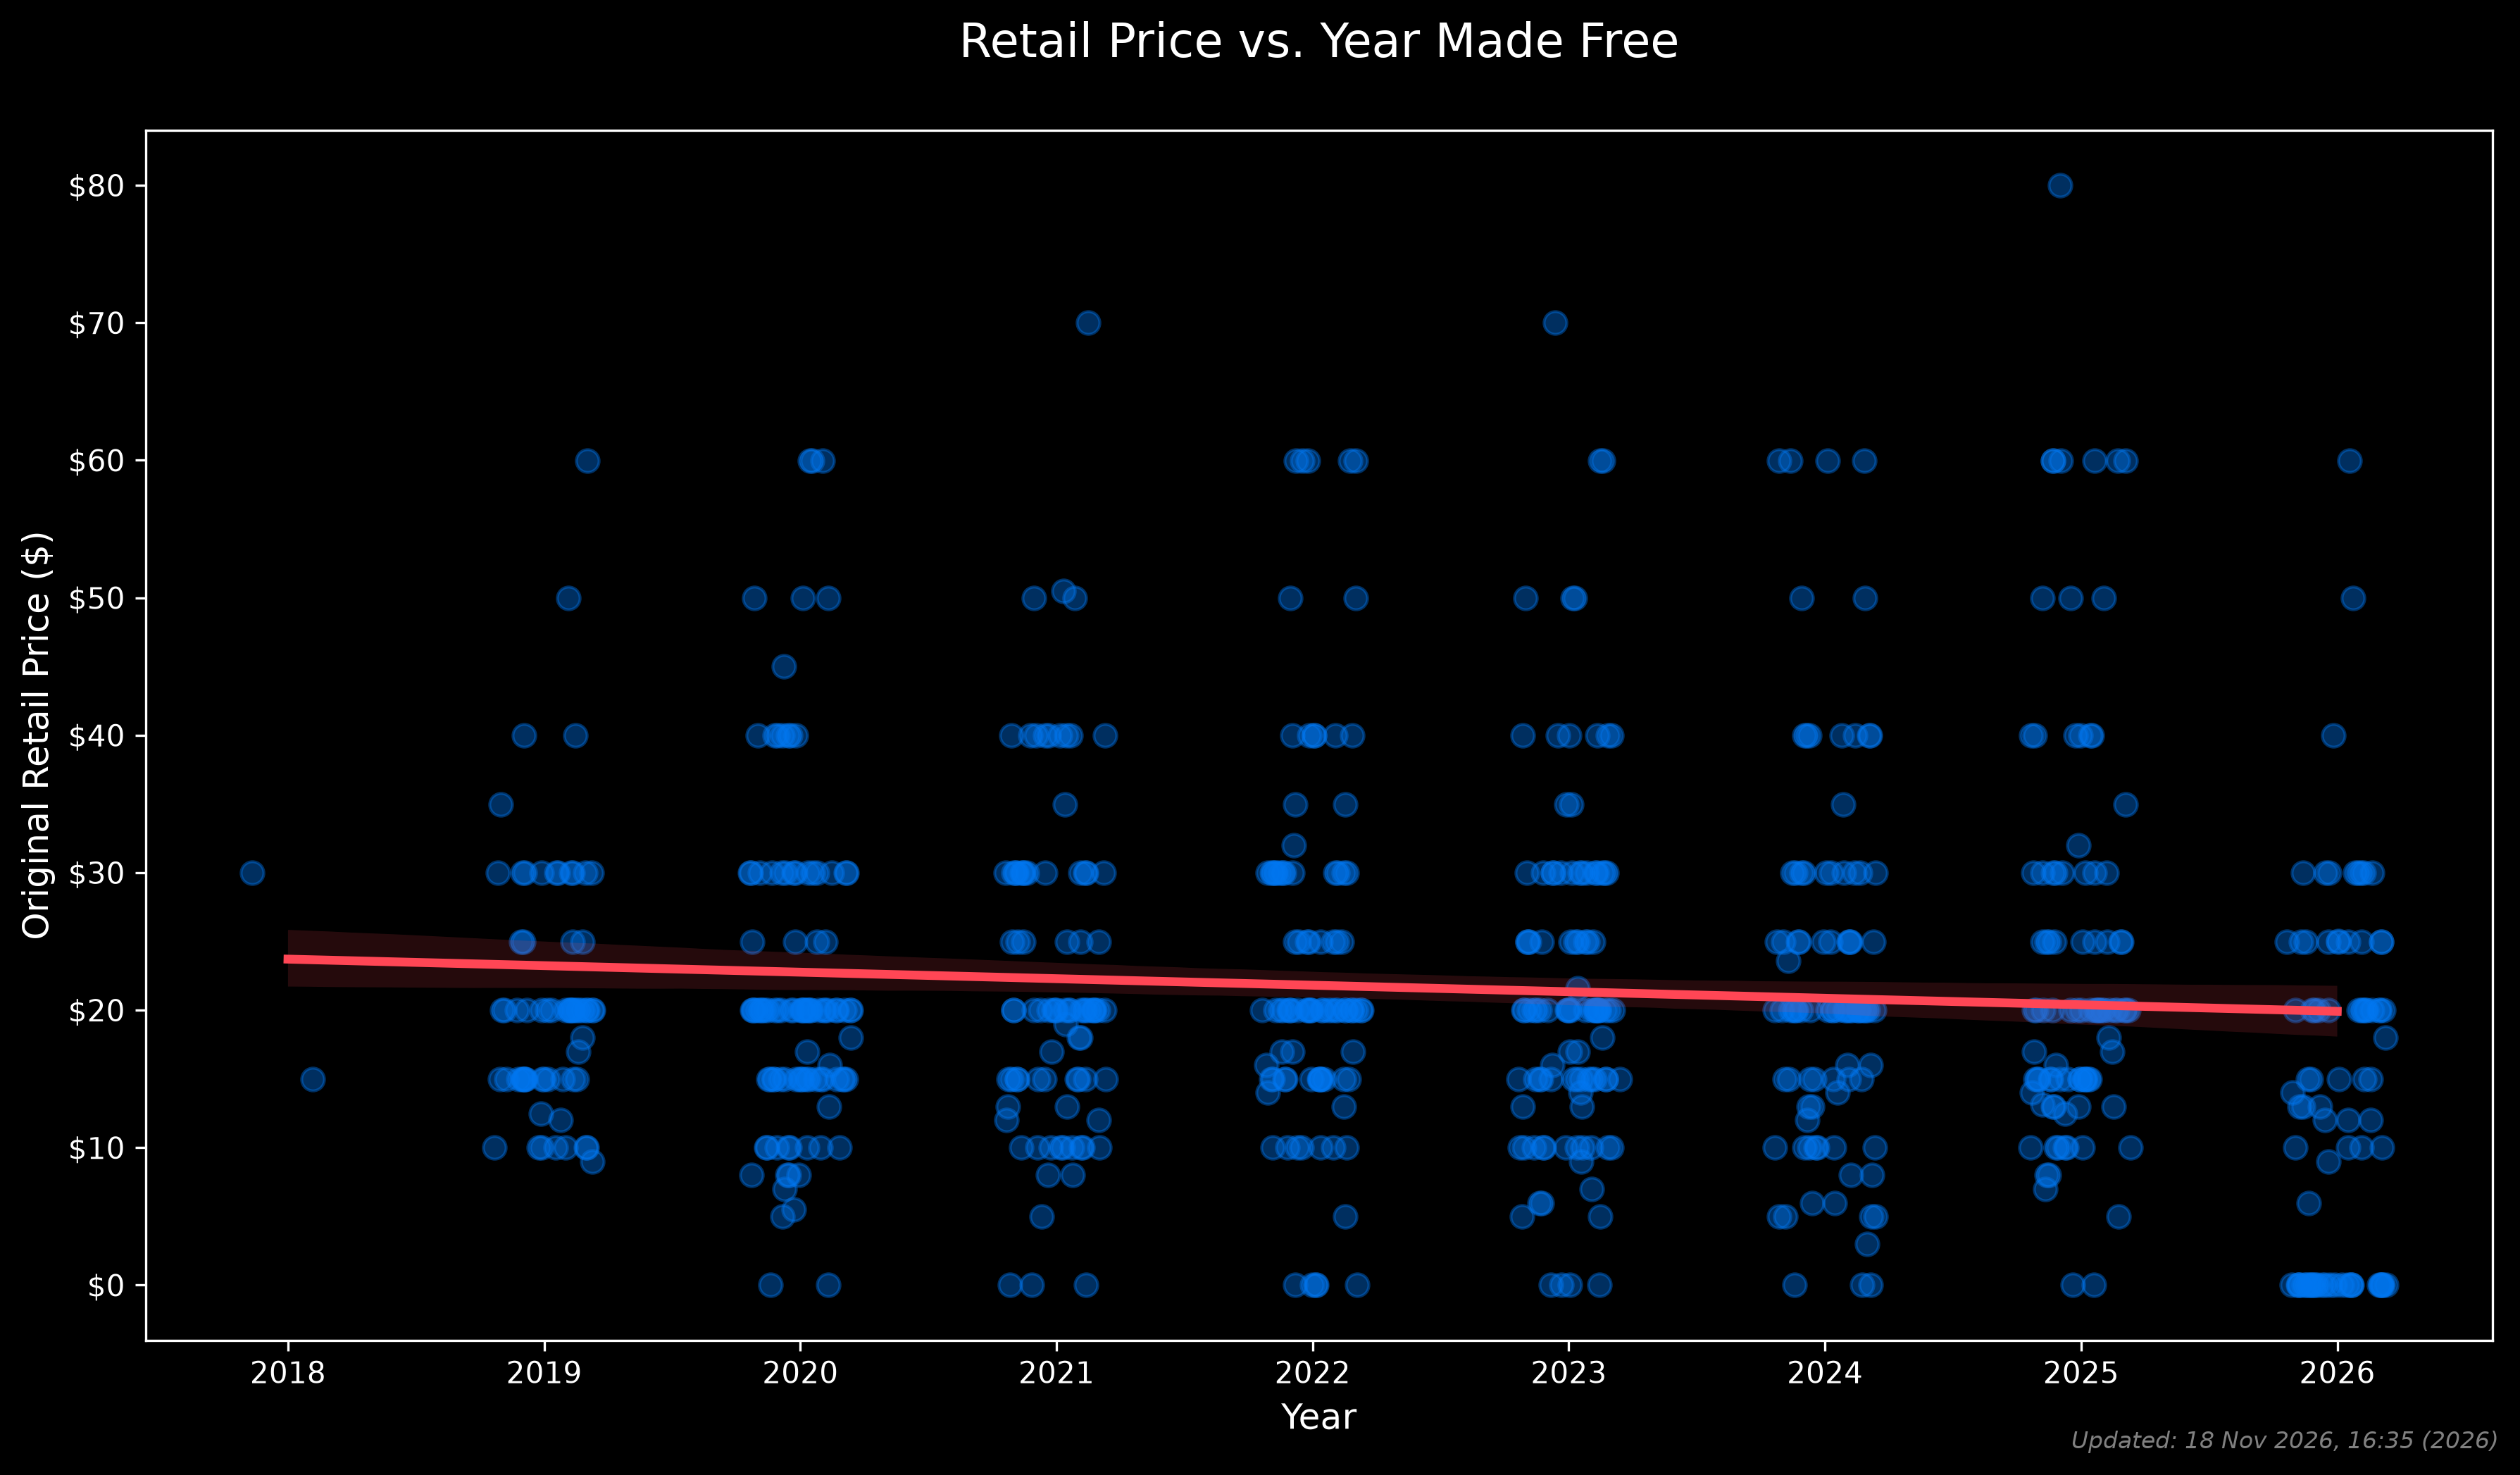 Retail Price vs. Year Made Free
Original Retail Price ($)
$80
$70
$60
$50
$40
$30
$20
$10
$0
2018 2019 2020 2021 2022 2023 2024 2025 2026
Year
Updated: 18 Nov 2026, 16:35 (2026)